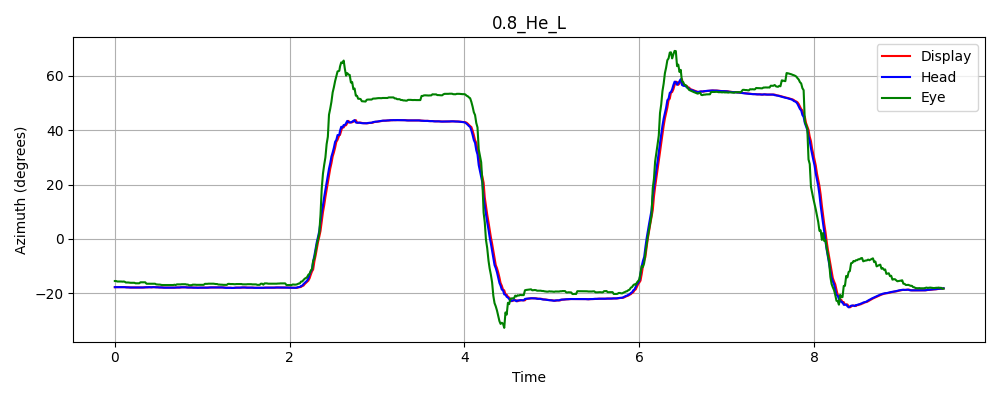 0.8_He_L
Display
Head
Eye
Azimuth (degrees)
60
40
20
0
−20
0 2 4 6 8
Time